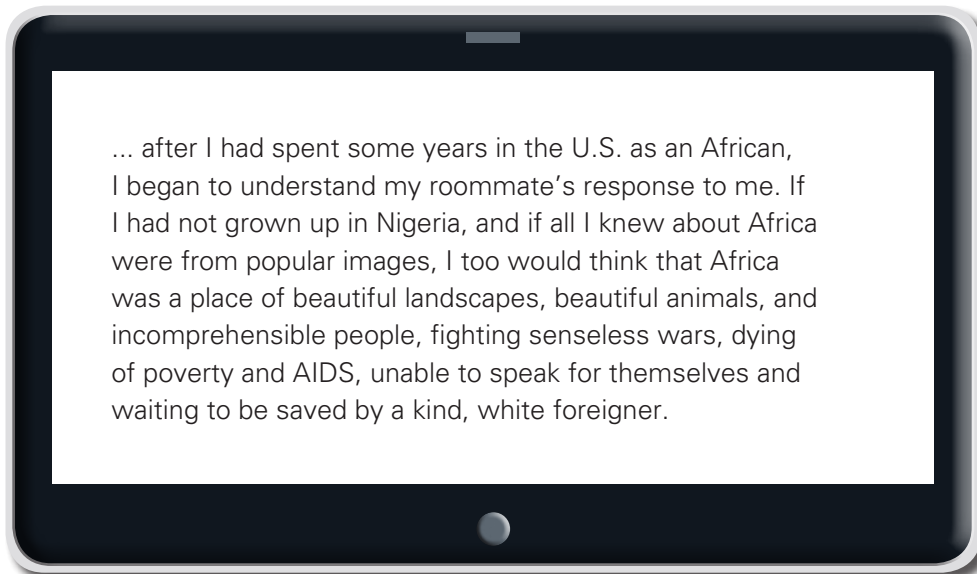 ... after I had spent some years in the U.S. as an African,
I began to understand my roommate's response to me. If
I had not grown up in Nigeria, and if all I knew about Africa
were from popular images, I too would think that Africa
was a place of beautiful landscapes, beautiful animals, and
incomprehensible people, fighting senseless wars, dying
of poverty and AIDS, unable to speak for themselves and
waiting to be saved by a kind, white foreigner.